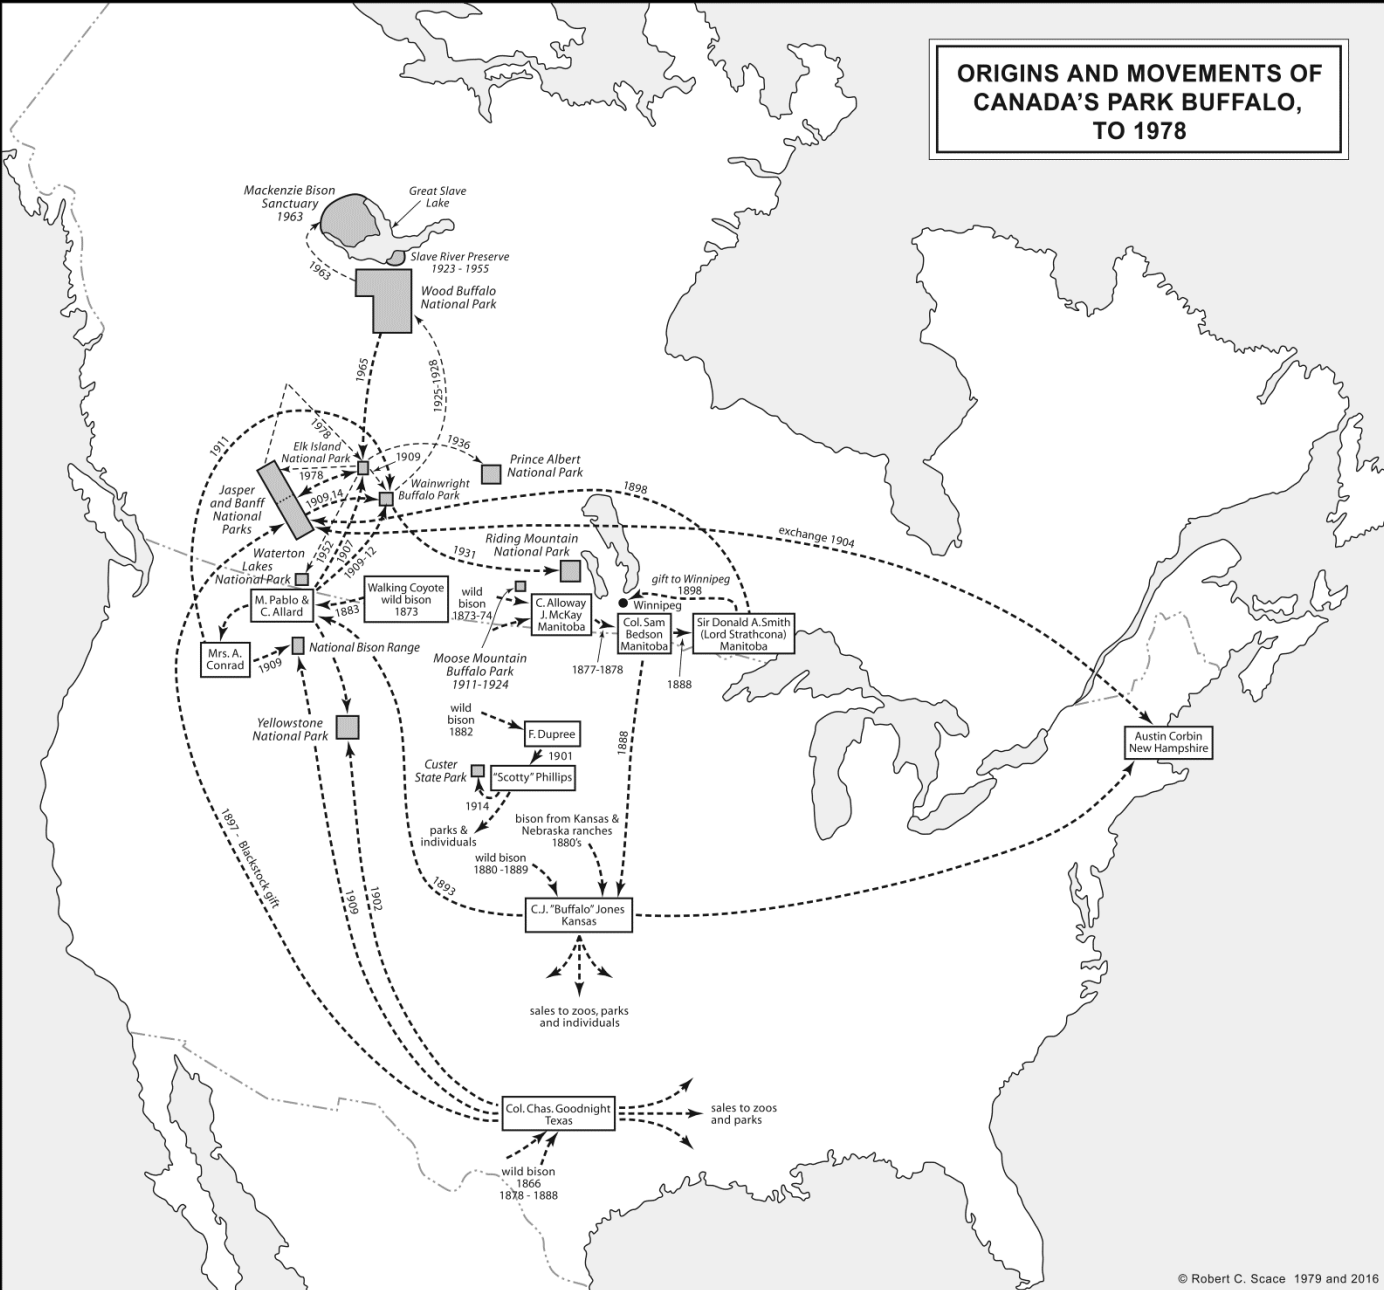 ORIGINS AND MOVEMENTS OF
CANADA'S PARK BUFFALO,
TO 1978
Mackenzie Bison
Sanctuary
1963
Great Slave
Lake
Slave River Preserve
1923 - 1955
1963
Wood Buffalo
National Park
1965
1925-1928
1911
1978
Elk Island
National Park
1909
1936
Prince Albert
National Park
1978
Wainwright
Buffalo Park
1909,14
Jasper
and Banff
National
Parks
1898
exchange 1904
1931
Riding Mountain
National Park
Waterton
Lakes
National Park
1952
1907
1909-12
M. Pablo &
C. Allard
1883
Walking Coyote
wild bison
1873
wild
bison
1873-74
C. Alloway
J. McKay
Manitoba
gift to Winnipeg
1898
Winnipeg
Col. Sam
Bedson
Manitoba
Sir Donald A.Smith
(Lord Strathcona)
Manitoba
1877-1878
1888
Mrs. A.
Conrad
1909
National Bison Range
Moose Mountain
Buffalo Park
1911-1924
Yellowstone
National Park
wild
bison
1882
F. Dupree
1901
Custer
State Park
"Scotty" Phillips
1914
parks &
individuals
1888
Austin Corbin
New Hampshire
bison from Kansas &
Nebraska ranches
1880's
wild bison
1880 -1889
1893
C.J. "Buffalo" Jones
Kansas
1897 - Blackstock gift
1909
1902
sales to zoos, parks
and individuals
Col. Chas. Goodnight
Texas
sales to zoos
and parks
wild bison
1866
1878 - 1888
© Robert C. Scace 1979 and 2016